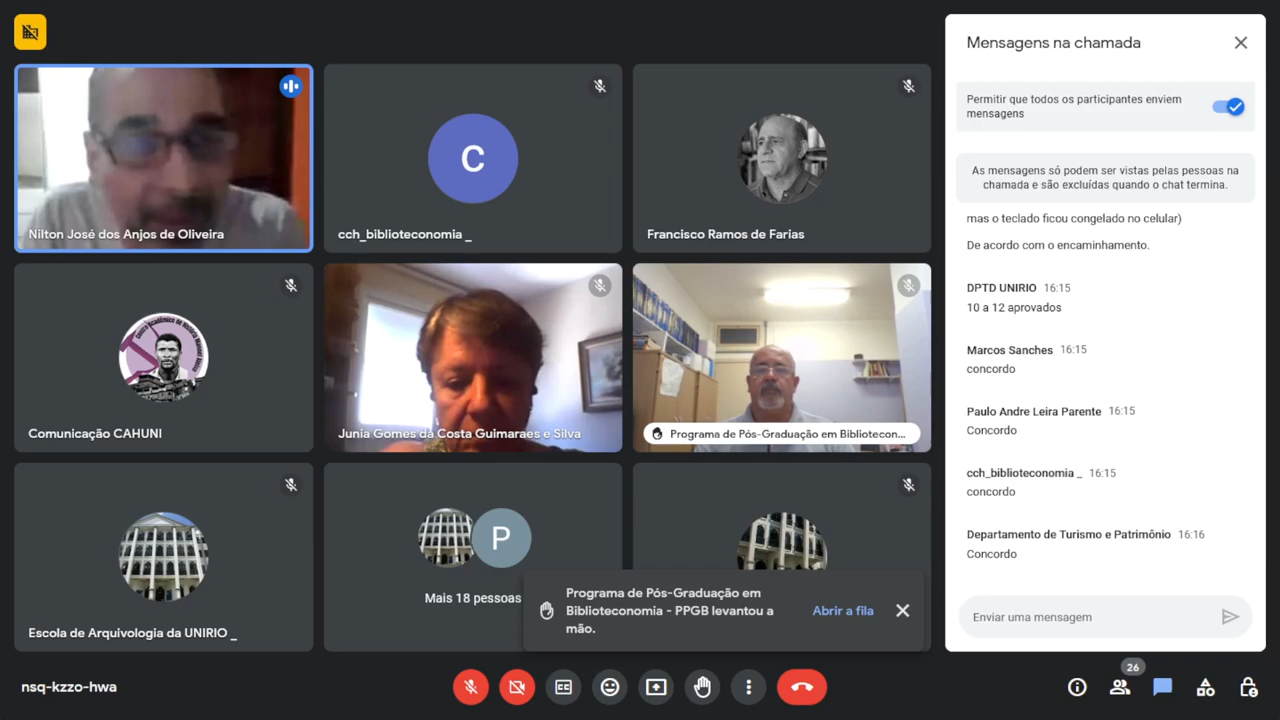 Nilton José dos Anjos de Oliveira
C
cch_biblioteconomia _
Francisco Ramos de Farias
Comunicação CAHUNI
Junia Gomes da Costa Guimaraes e Silva
Programa de Pós-Graduação em Bibliotecon...
Escola de Arquivologia da UNIRIO _
P
Mais 18 pessoas
Programa de Pós-Graduação em
Biblioteconomia - PPGB levantou a
mão.
Abrir a fila
nsq-kzzo-hwa
Mensagens na chamada
Permitir que todos os participantes enviem
mensagens
As mensagens só podem ser vistas pelas pessoas na
chamada e são excluídas quando o chat termina.
mas o teclado ficou congelado no celular)
De acordo com o encaminhamento.
DPTD UNIRIO 16:15
10 a 12 aprovados
Marcos Sanches 16:15
concordo
Paulo Andre Leira Parente 16:15
Concordo
cch_biblioteconomia _ 16:15
concordo
Departamento de Turismo e Patrimônio 16:16
Concordo
Enviar uma mensagem
26